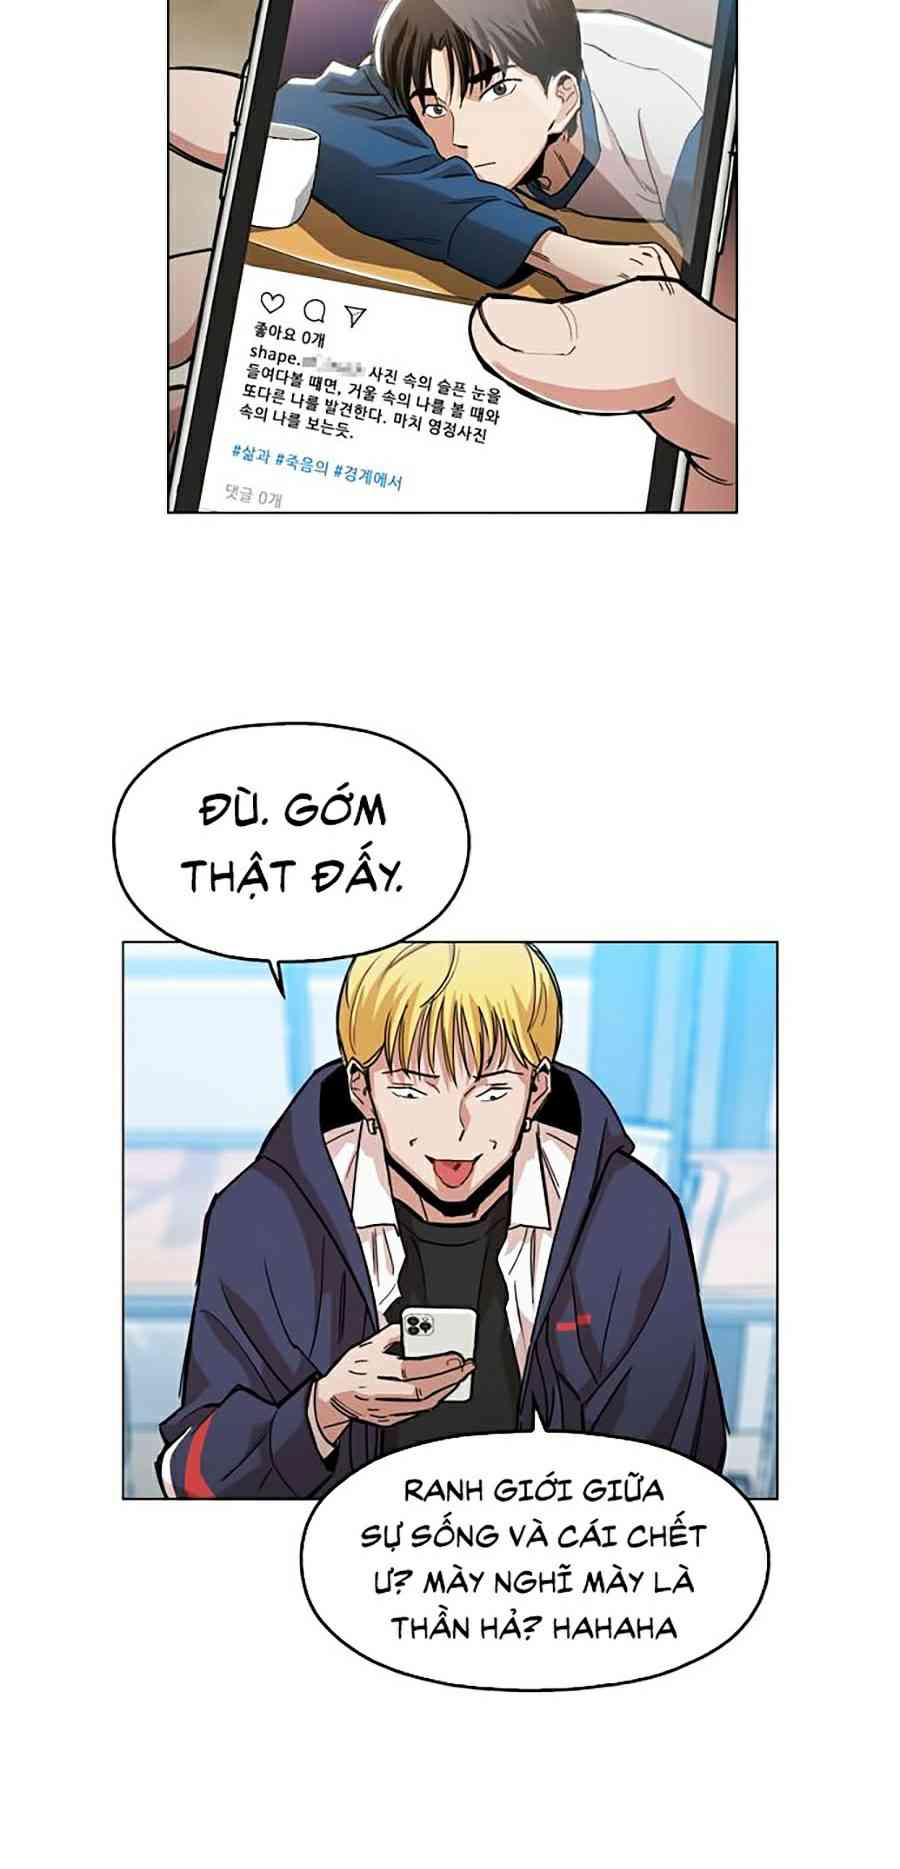 좋아요 0개
shape. 사진 속의 슬픈 눈을
들여다볼 때면, 거울 속의 나를 볼 때와
또다른 나를 발견한다. 마치 영정사진
속의 나를 보는듯.
#삶과 #죽음의 #경계에서
댓글 0개
ĐÙ. GỚM
THẬT ĐẤY.
RANH GIỚI GIỮA
SỰ SỐNG VÀ CÁI CHẾT
Ư? MÀY NGHĨ MÀY LÀ
THẦN HẢ? HAHAHA